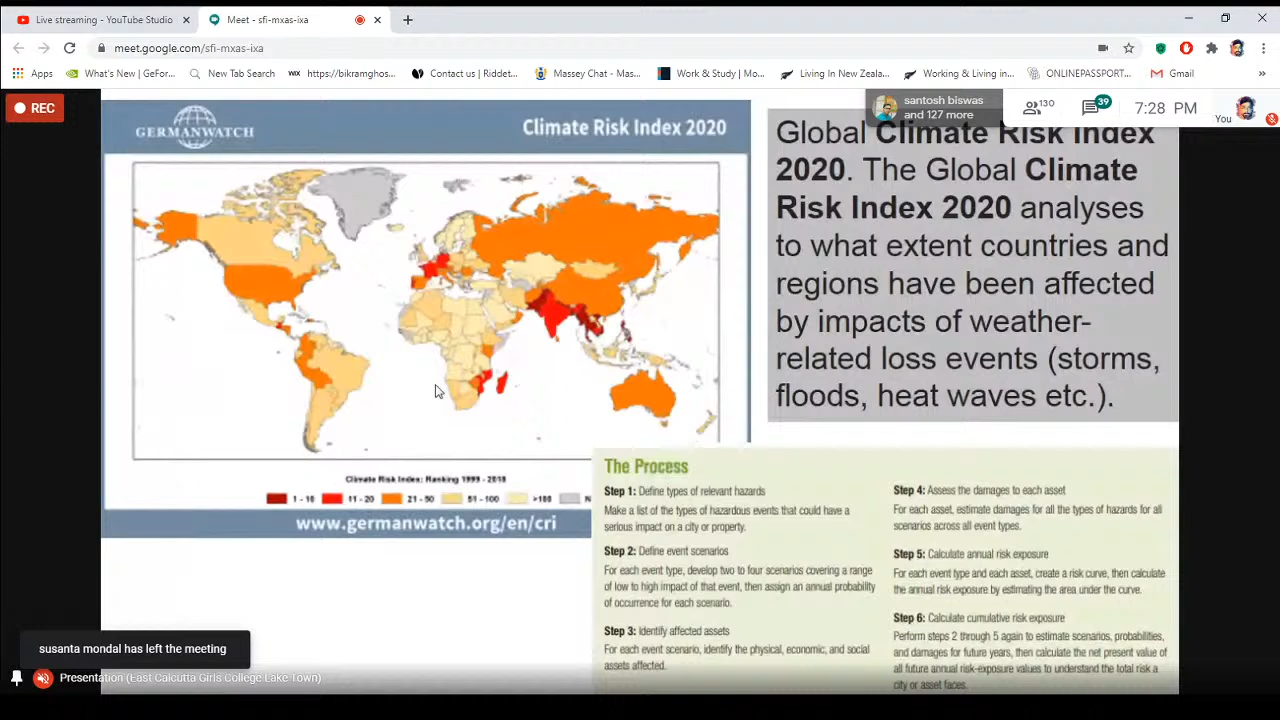 Live streaming - YouTube Studio
Meet - sfi-mxas-ixa
meet.google.com/sfi-mxas-ixa
Apps
What's New | GeFor...
New Tab Search
WIX https://bikramghos...
Contact us | Riddet...
Massey Chat - Mas...
Work & Study | Mo...
Living In New Zeala...
Working & Living in...
ONLINEPASSPORT...
Gmail
REC
santosh biswas
and 127 more
130
39
7:28 PM
You
GERMANWATCH
Climate Risk Index 2020
Global Climate Risk Index
2020. The Global Climate
Risk Index 2020 analyses
to what extent countries and
regions have been affected
by impacts of weather-
related loss events (storms,
floods, heat waves etc.).
Climate Risk Index: Ranking 1999 - 2018
1 - 10
11 - 20
21 - 50
51 - 100
>100
N
www.germanwatch.org/en/cri
The Process
Step 1: Define types of relevant hazards
Make a list of the types of hazardous events that could have a
serious impact on a city or property.
Step 2: Define event scenarios
For each event type, develop two to four scenarios covering a range
of low to high impact of that event, then assign an annual probability
of occurrence for each scenario.
Step 3: Identify affected assets
For each event scenario, identify the physical, economic, and social
assets affected.
Step 4: Assess the damages to each asset
For each asset, estimate damages for all the types of hazards for all
scenarios across all event types.
Step 5: Calculate annual risk exposure
For each event type and each asset, create a risk curve, then calculate
the annual risk exposure by estimating the area under the curve.
Step 6: Calculate cumulative risk exposure
Perform steps 2 through 5 again to estimate scenarios, probabilities,
and damages for future years, then calculate the net present value of
all future annual risk-exposure values to understand the total risk a
city or asset faces.
susanta mondal has left the meeting
Presentation (East Calcutta Girls College Lake Town)